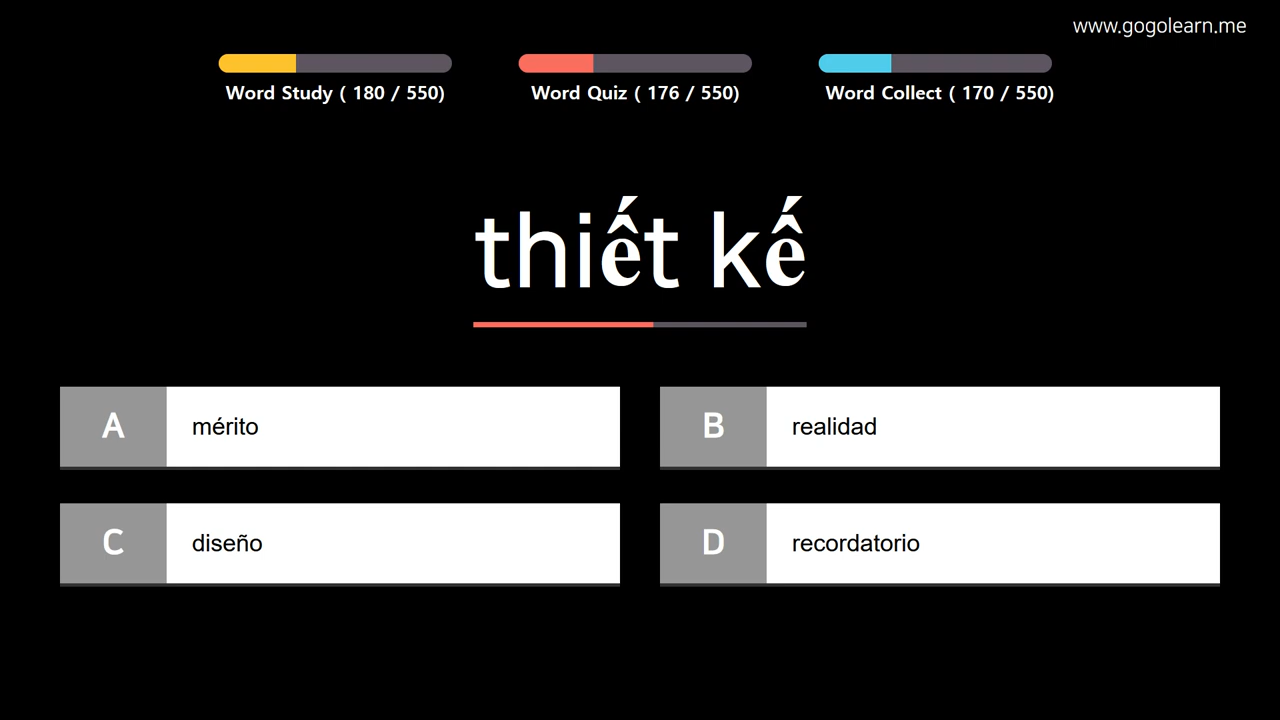 www.gogolearn.me
Word Study ( 180 / 550)
Word Quiz ( 176 / 550)
Word Collect ( 170 / 550)
thiết kế
A mérito
B realidad
C diseño
D recordatorio